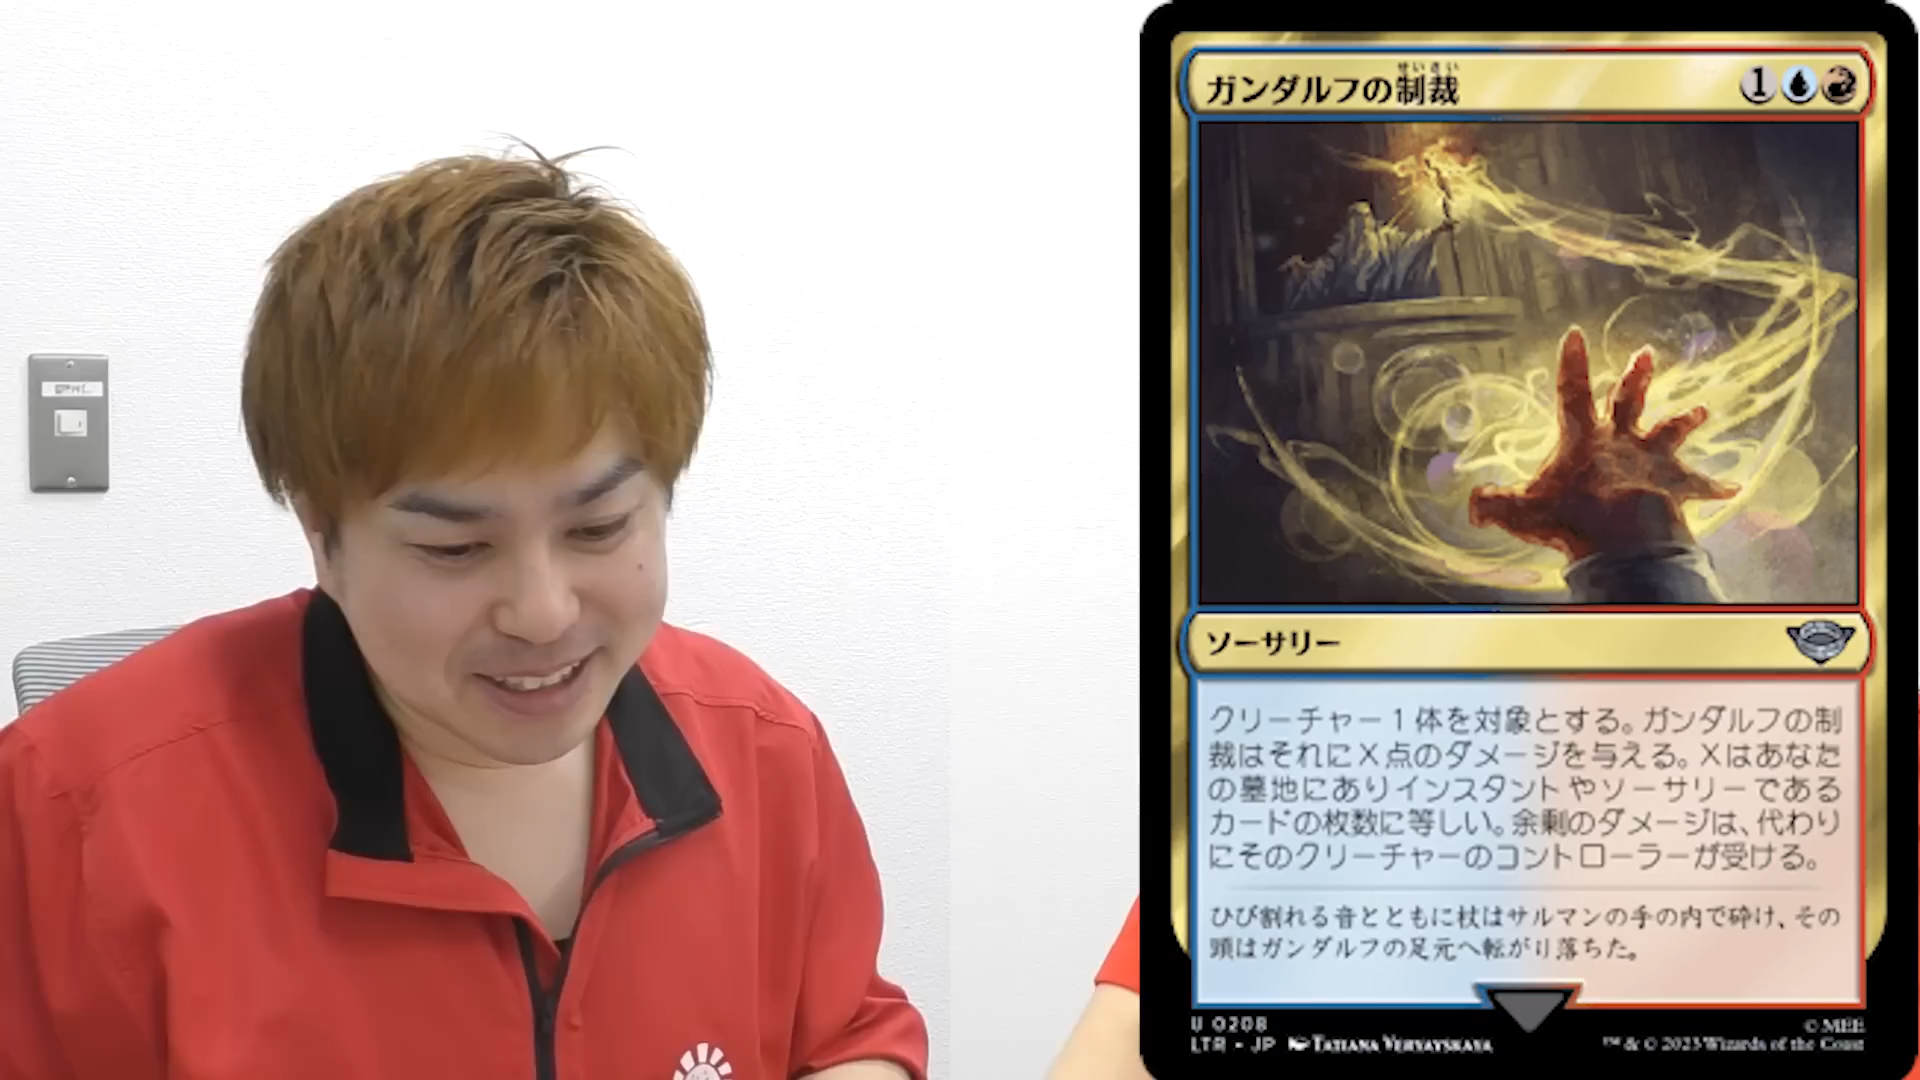 せいさい
ガンダルフの制裁
1
ソーサリー
クリーチャー1体を対象とする。ガンダルフの制
裁はそれにX点のダメージを与える。Xはあなた
の墓地にありインスタントやソーサリーである
カードの枚数に等しい。余剰のダメージは、代わり
にそのクリーチャーのコントローラーが受ける。
ひび割れる音とともに杖はサルマンの手の内で砕け、その
頭はガンダルフの足元へ転がり落ちた。
U 0208
LTR・JP Tatiana Veryayskaya
© MEE
™ & © 2023 Wizards of the Coast